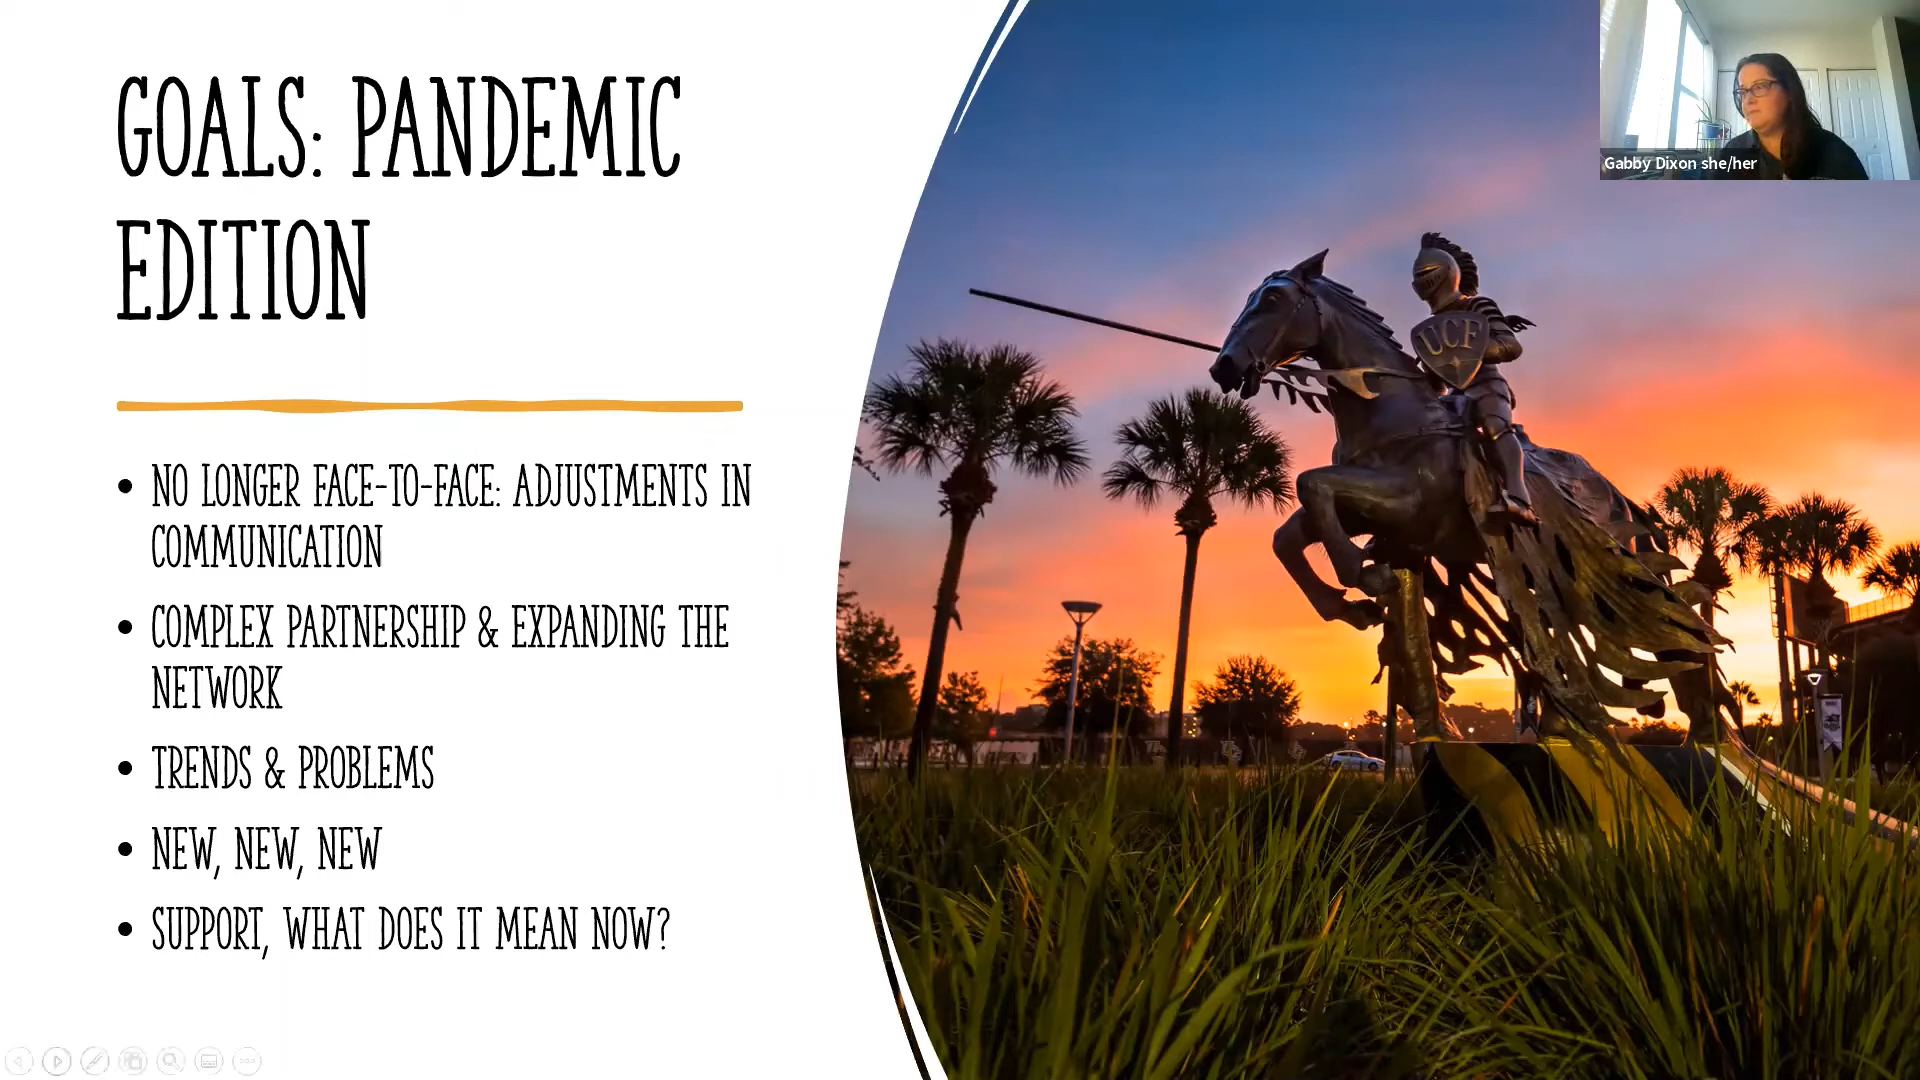 GOALS: PANDEMIC
EDITION
• NO LONGER FACE-TO-FACE: ADJUSTMENTS IN
COMMUNICATION
• COMPLEX PARTNERSHIP & EXPANDING THE
NETWORK
• TRENDS & PROBLEMS
• NEW, NEW, NEW
• SUPPORT, WHAT DOES IT MEAN NOW?
Gabby Dixon she/her
UCF